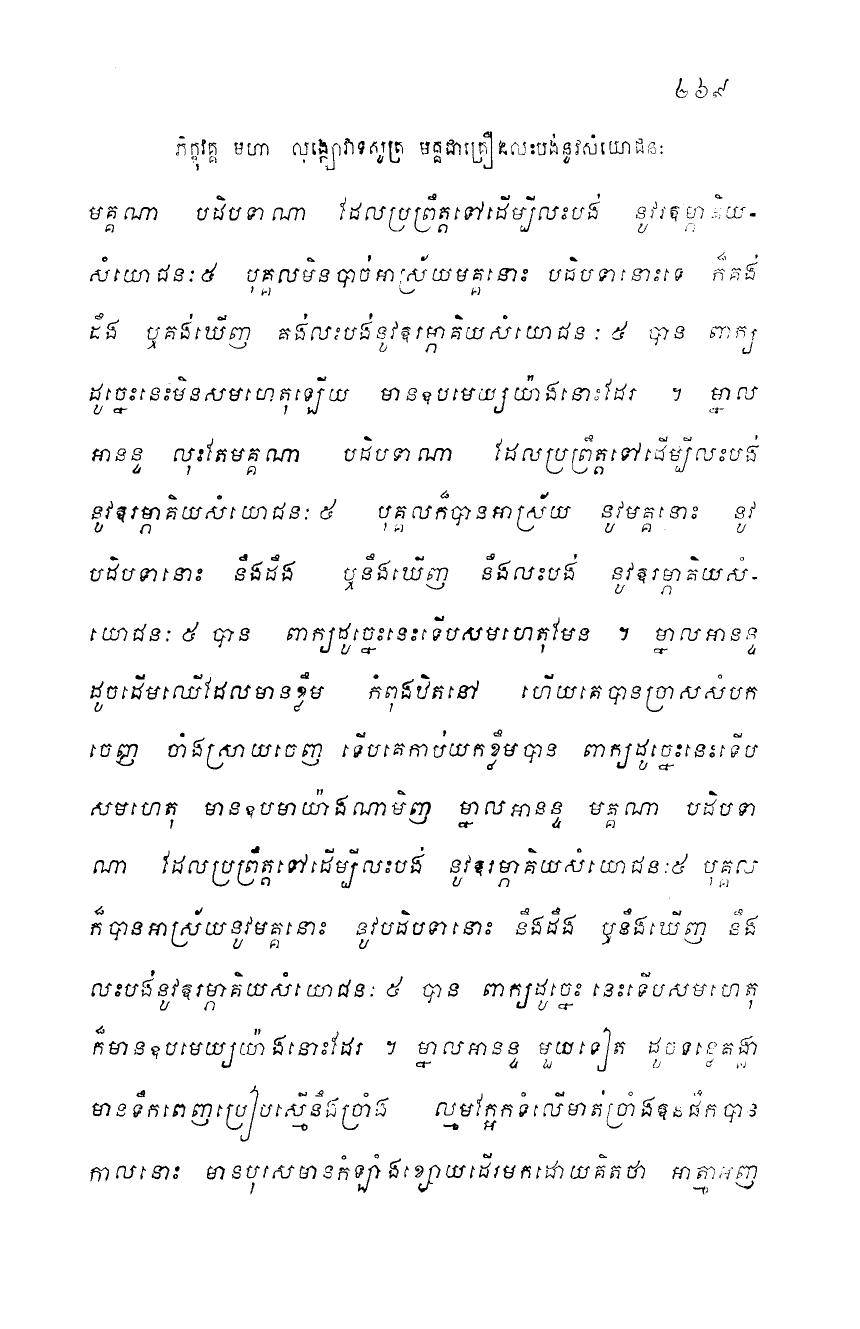 ២៦៩
ភិក្ខុវគ្គ មហាលុង្ក្យោវាទសូត្រ មគ្គជាគ្រឿងលះបង់នូវសំយោជនៈ
មគ្គណា បដិបទាណា ដែលប្រព្រឹត្តទៅដើម្បីលះបង់ នូវឱរម្ភាគិយ-
សំយោជនៈ ៥ បុគ្គលមិនបាច់អាស្រ័យមគ្គនោះ បដិបទានោះទេ ក៏គង់
ដឹង ឬគង់ឃើញ គង់លះបង់នូវឱរម្ភាគិយសំយោជនៈ ៥ បាន ពាក្យ
ដូច្នេះនេះមិនសមហេតុឡើយ មានឧបមេយ្យយ៉ាងនោះដែរ ។ ម្នាល
អានន្ទ លុះតែមគ្គណា បដិបទាណា ដែលប្រព្រឹត្តទៅដើម្បីលះបង់
នូវឱរម្ភាគិយសំយោជនៈ ៥ បុគ្គលក៏បានអាស្រ័យ នូវមគ្គនោះ នូវ
បដិបទានោះ នឹងដឹង ឬនឹងឃើញ នឹងលះបង់ នូវឱរម្ភាគិយសំ-
យោជនៈ ៥ បាន ពាក្យដូច្នេះនេះទើបសមហេតុមែន ។ ម្នាលអានន្ទ
ដូចដើមឈើដែលមានខ្លឹម កំពុងឋិតនៅ ហើយគេបានច្រាសសំបក
ចេញ ចាំងស្រាយចេញ ទើបគេកាប់យកខ្លឹមបាន ពាក្យដូច្នេះនេះទើប
សមហេតុ មានឧបមាយ៉ាងណាមិញ ម្នាលអានន្ទ មគ្គណា បដិបទា
ណា ដែលប្រព្រឹត្តទៅដើម្បីលះបង់ នូវឱរម្ភាគិយសំយោជនៈ ៥ បុគ្គល
ក៏បានអាស្រ័យនូវមគ្គនោះ នូវបដិបទានោះ នឹងដឹង ឬនឹងឃើញ នឹង
លះបង់នូវឱរម្ភាគិយសំយោជនៈ ៥ បាន ពាក្យដូច្នេះ នេះទើបសមហេតុ
ក៏មានឧបមេយ្យយ៉ាងនោះដែរ ។ ម្នាលអានន្ទ មួយទៀត ដូចទន្លេគង្គា
មានទឹកពេញប្រៀបស្មើនឹងច្រាំង ល្មមក្អែកទំលើមាត់ច្រាំងឱនផឹកបាន
កាលនោះ មានបុរសមានកំឡាំងខ្សោយដើរមកដោយគិតថា អាត្មាអញ